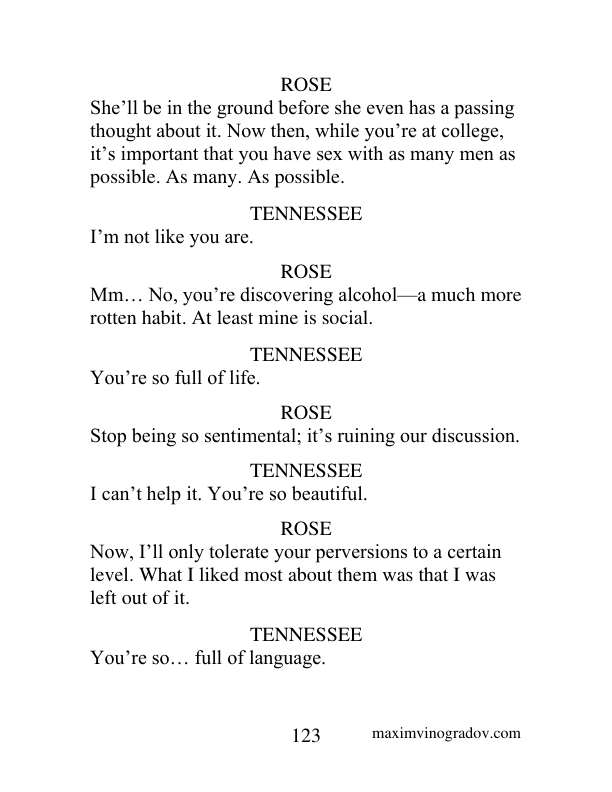 ROSE
She’ll be in the ground before she even has a passing
thought about it. Now then, while you’re at college,
it’s important that you have sex with as many men as
possible. As many. As possible.
TENNESSEE
I’m not like you are.
ROSE
Mm… No, you’re discovering alcohol—a much more
rotten habit. At least mine is social.
TENNESSEE
You’re so full of life.
ROSE
Stop being so sentimental; it’s ruining our discussion.
TENNESSEE
I can’t help it. You’re so beautiful.
ROSE
Now, I’ll only tolerate your perversions to a certain
level. What I liked most about them was that I was
left out of it.
TENNESSEE
You’re so… full of language.
123 maximvinogradov.com